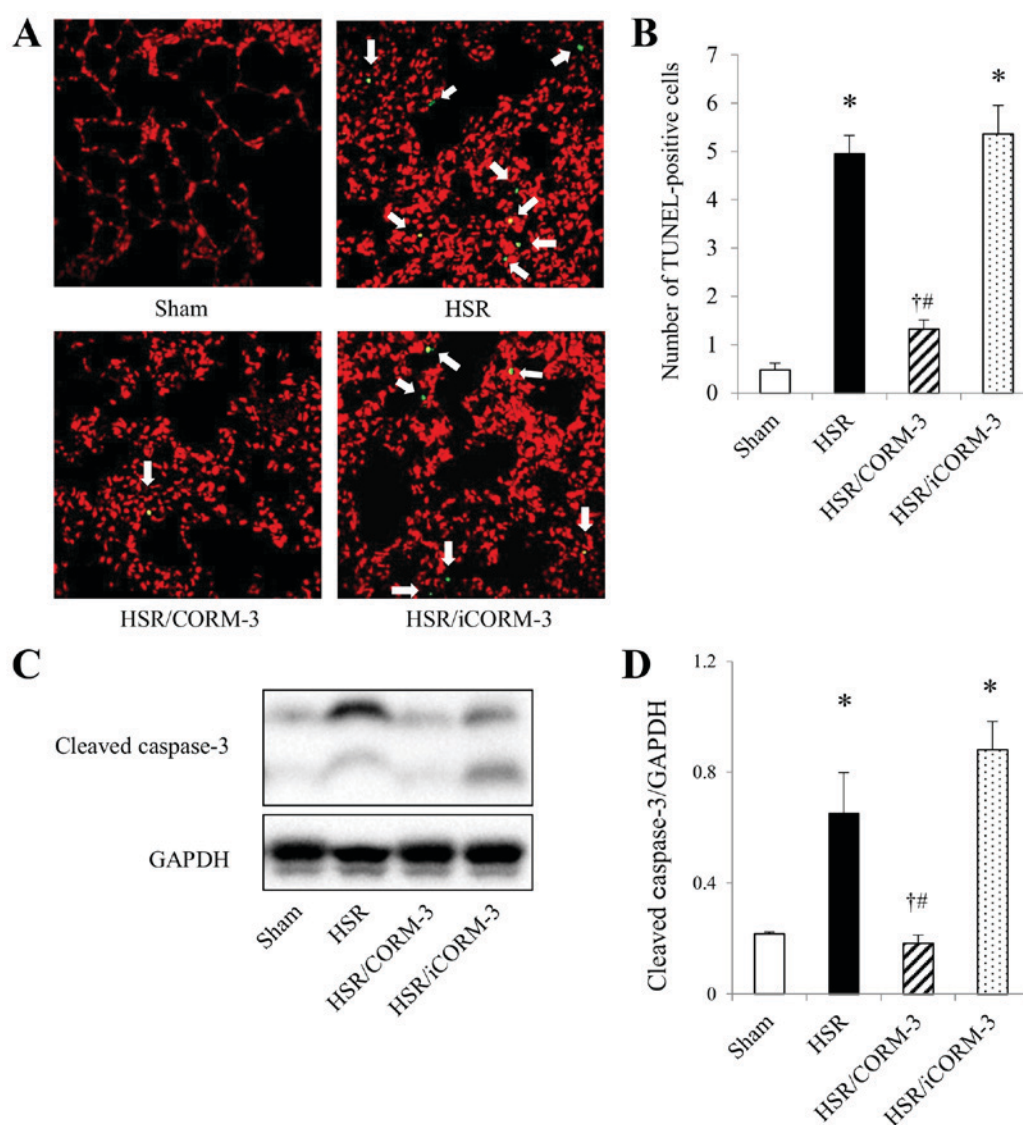 A
Sham
HSR
HSR/CORM-3
HSR/iCORM-3
B
Number of TUNEL-positive cells
7
6
5
4
3
2
1
0
*
†#
*
Sham
HSR
HSR/CORM-3
HSR/iCORM-3
C
Cleaved caspase-3
GAPDH
Sham
HSR
HSR/CORM-3
HSR/iCORM-3
D
Cleaved caspase-3/GAPDH
1.2
0.8
0.4
0
*
†#
*
Sham
HSR
HSR/CORM-3
HSR/iCORM-3